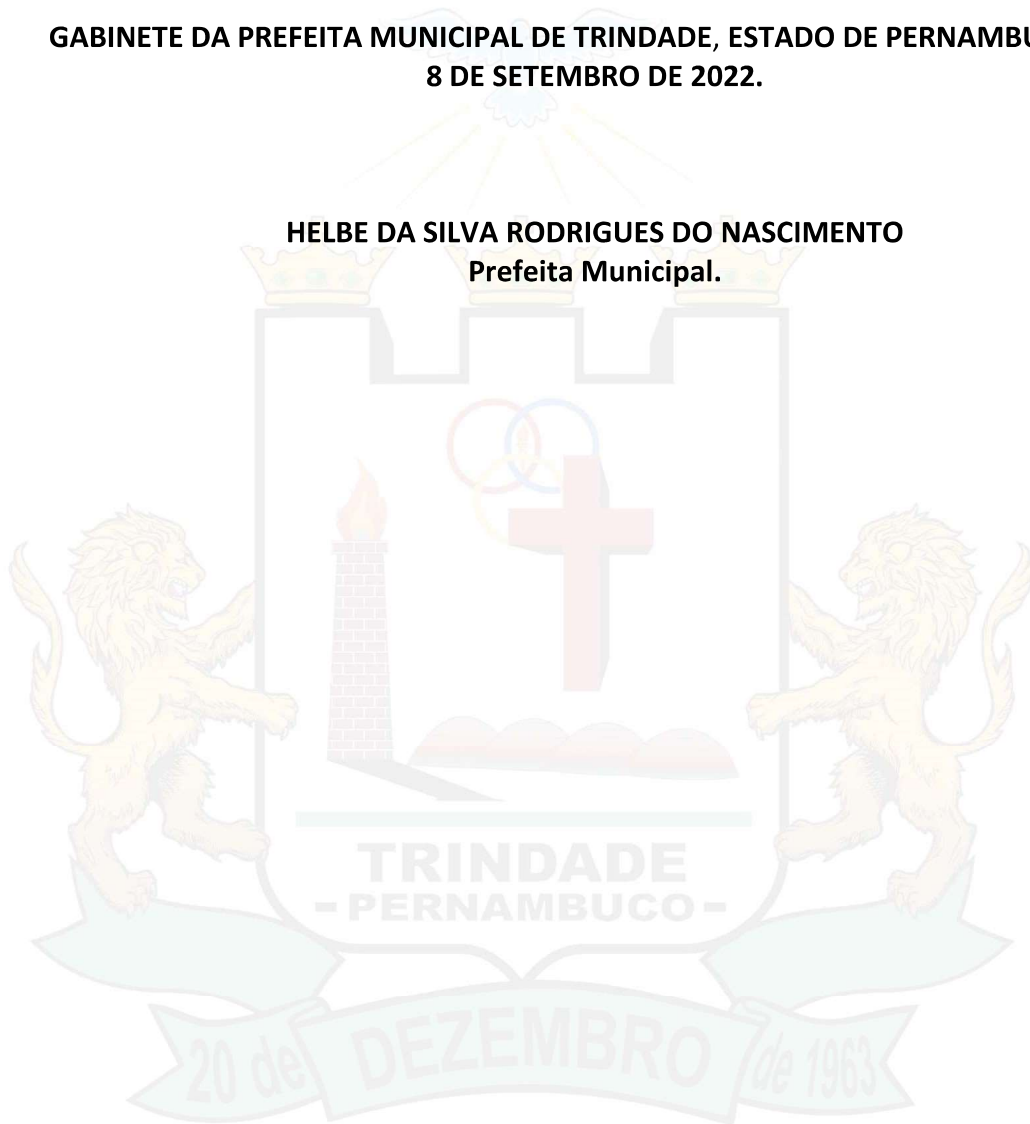 GABINETE DA PREFEITA MUNICIPAL DE TRINDADE, ESTADO DE PERNAMBU
8 DE SETEMBRO DE 2022.
HELBE DA SILVA RODRIGUES DO NASCIMENTO
Prefeita Municipal.
TRINDADE
- PERNAMBUCO -
20 de DEZEMBRO de 1963